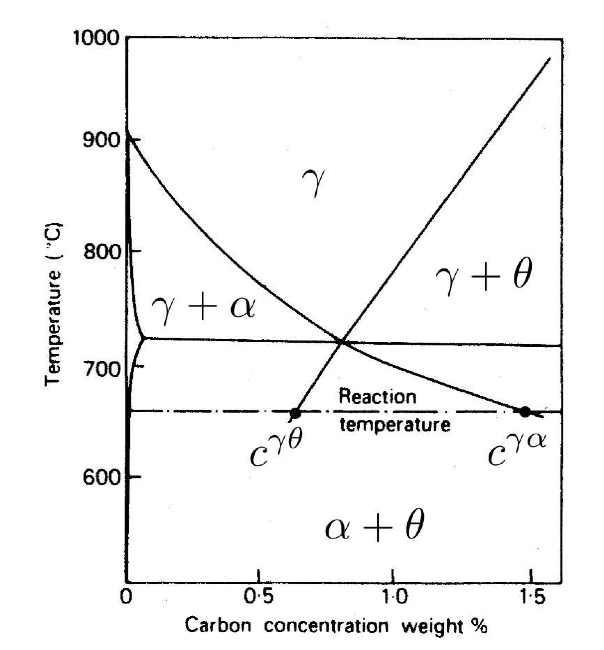 1000
900
800
700
600
Temperature (°C)
γ
γ + θ
γ + α
Reaction
temperature
c^{γθ}
c^{γα}
α + θ
0
0·5
1·0
1·5
Carbon concentration weight %